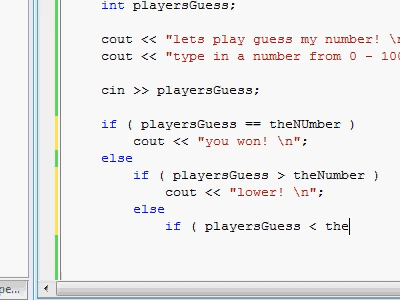 int playersGuess;
cout << "lets play guess my number! \n
cout << "type in a number from 0 - 100
cin >> playersGuess;
if ( playersGuess == theNUmber )
cout << "you won! \n";
else
if ( playersGuess > theNumber )
cout << "lower! \n";
else
if ( playersGuess < the
pe...